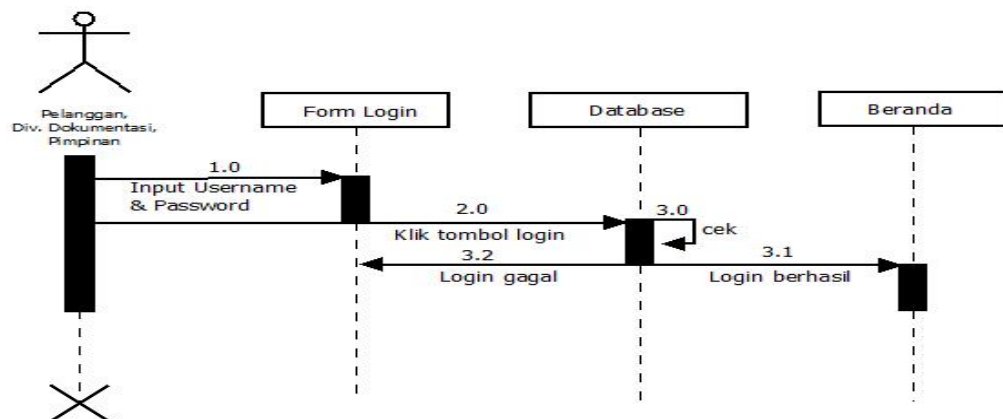 Pelanggan,
Div. Dokumentasi,
Pimpinan
Form Login
Database
Beranda
1.0
Input Username
& Password
2.0
Klik tombol login
3.0
cek
3.2
Login gagal
3.1
Login berhasil